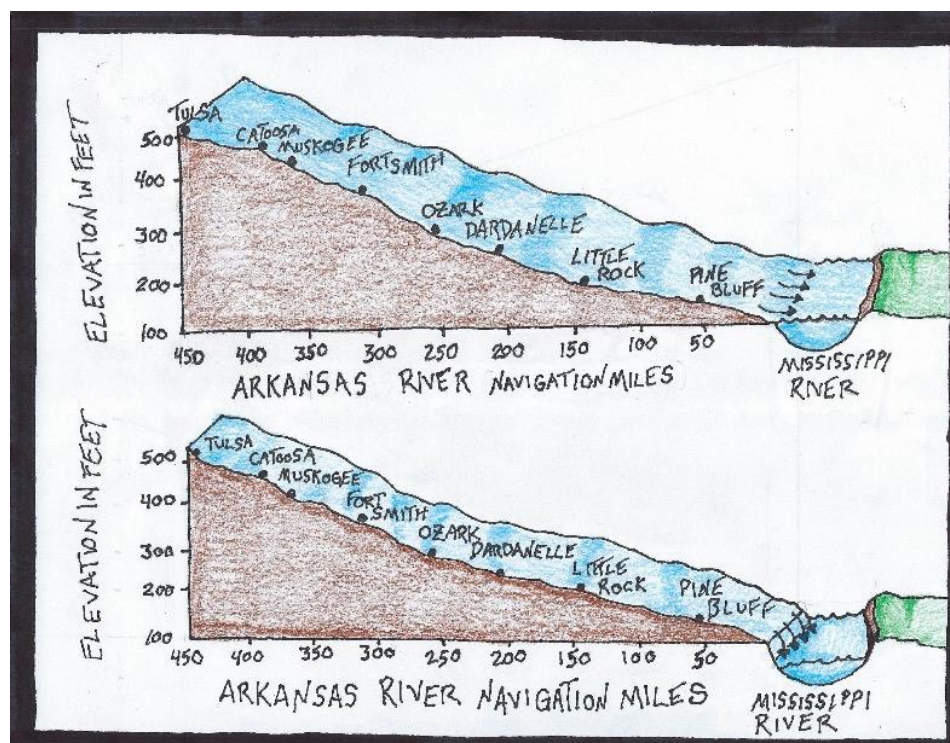 ELEVATION IN FEET
TULSA
CATOOSA
MUSKOGEE
FORTSMITH
OZARK
DARDANELLE
LITTLE
ROCK
PINE
BLUFF
500
400
300
200
100
450 400 350 300 250 200 150 100 50
ARKANSAS RIVER NAVIGATION MILES
MISSISSIPPI
RIVER
ELEVATION IN FEET
TULSA
CATOOSA
MUSKOGEE
FORT
SMITH
OZARK
DARDANELLE
LITTLE
ROCK
PINE
BLUFF
500
400
300
200
100
450 400 350 300 250 200 150 100 50
ARKANSAS RIVER NAVIGATION MILES
MISSISSIPPI
RIVER